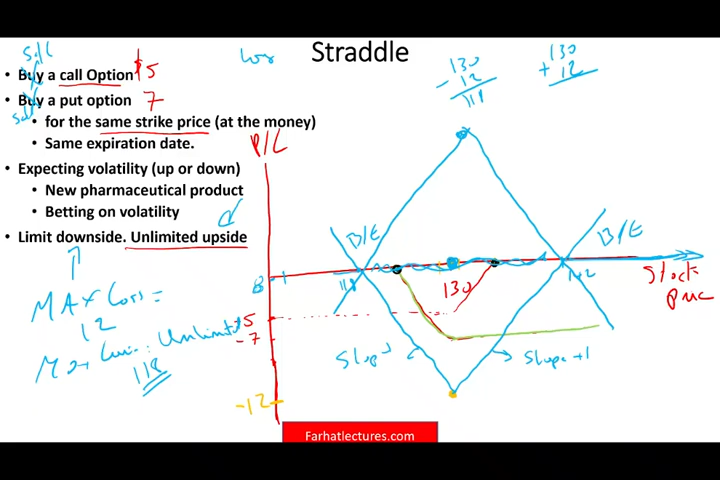 Straddle
sell
Buy a call Option $5
Buy a put option 7
sell
for the same strike price (at the money)
Same expiration date.
Expecting volatility (up or down)
New pharmaceutical product
Betting on volatility
Limit downside. Unlimited upside
MAX Loss =
12
Max Gain: Unlimited
118
low
130
- 12
118
130
+ 12
P/L
B/E
B/E
118
130
142
Stock
Price
-5
-7
-12
Slope
Slope +1
Farhatlectures.com